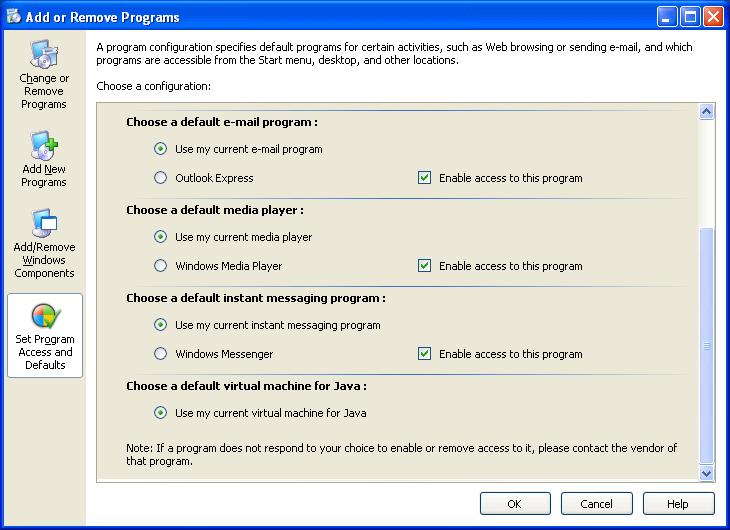 Add or Remove Programs
Change or
Remove
Programs
Add New
Programs
Add/Remove
Windows
Components
Set Program
Access and
Defaults
A program configuration specifies default programs for certain activities, such as Web browsing or sending e-mail, and which
programs are accessible from the Start menu, desktop, and other locations.
Choose a configuration:
Choose a default e-mail program :
Use my current e-mail program
Outlook Express Enable access to this program
Choose a default media player :
Use my current media player
Windows Media Player Enable access to this program
Choose a default instant messaging program :
Use my current instant messaging program
Windows Messenger Enable access to this program
Choose a default virtual machine for Java :
Use my current virtual machine for Java
Note: If a program does not respond to your choice to enable or remove access to it, please contact the vendor of
that program.
OK Cancel Help